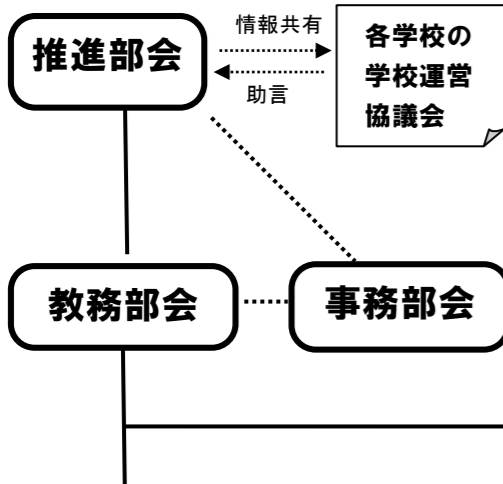 推進部会
情報共有
助言
各学校の
学校運営
協議会
教務部会
事務部会